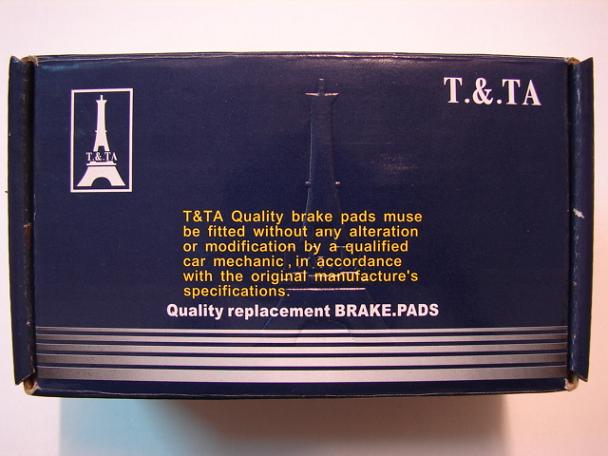 T.&.TA
T.&.TA
T&TA Quality brake pads muse
be fitted without any alteration
or modification by a qualified
car mechanic , in accordance
with the original manufacture's
specifications.
Quality replacement BRAKE.PADS